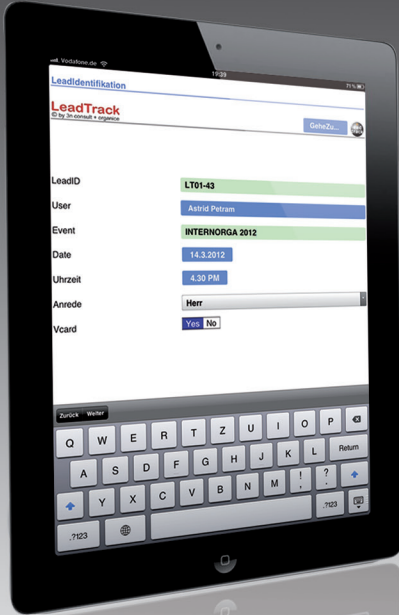 Vodafone.de
19:39
71 %
LeadIdentifikation
LeadTrack
© by 3n consult + organice
GeheZu...
LeadID
LT01-43
User
Astrid Petram
Event
INTERNORGA 2012
Date
14.3.2012
Uhrzeit
4.30 PM
Anrede
Herr
Vcard
Yes No
Zurück Weiter
Q W E R T Z U I O P
A S D F G H J K L Return
Y X C V B N M ! , ? .
.?123 .?123